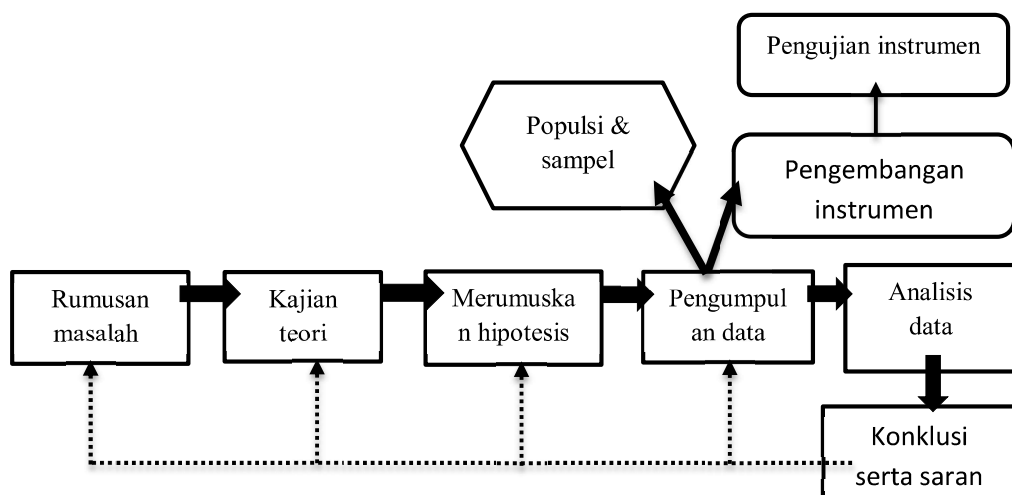 Pengujian instrumen
Populsi &
sampel
Pengembangan
instrumen
Rumusan
masalah
Kajian
teori
Merumuska
n hipotesis
Pengumpul
an data
Analisis
data
Konklusi
serta saran